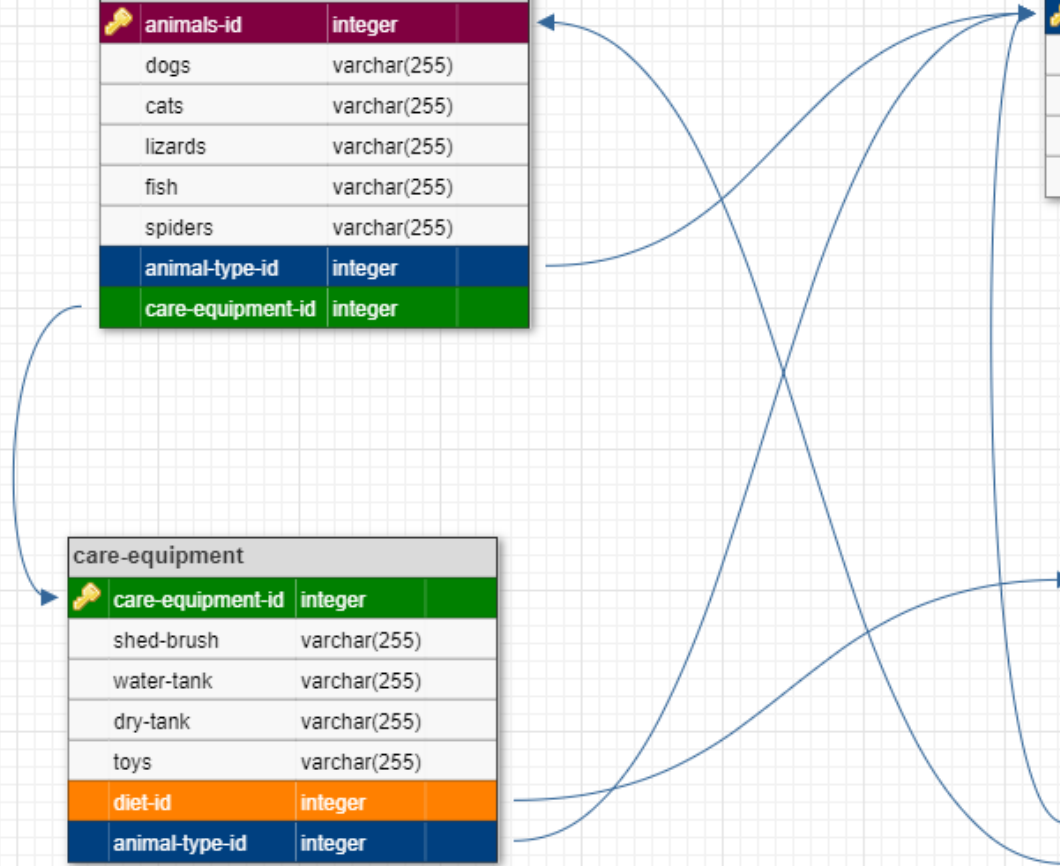 animals-id integer
dogs varchar(255)
cats varchar(255)
lizards varchar(255)
fish varchar(255)
spiders varchar(255)
animal-type-id integer
care-equipment-id integer
care-equipment
care-equipment-id integer
shed-brush varchar(255)
water-tank varchar(255)
dry-tank varchar(255)
toys varchar(255)
diet-id integer
animal-type-id integer